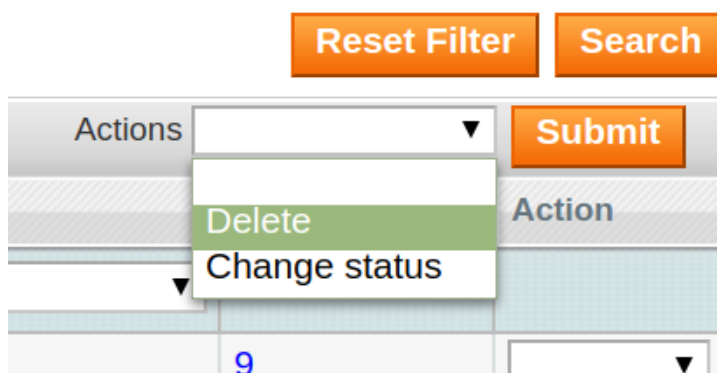 Reset Filter Search
Actions Submit
Delete Action
Change status
9